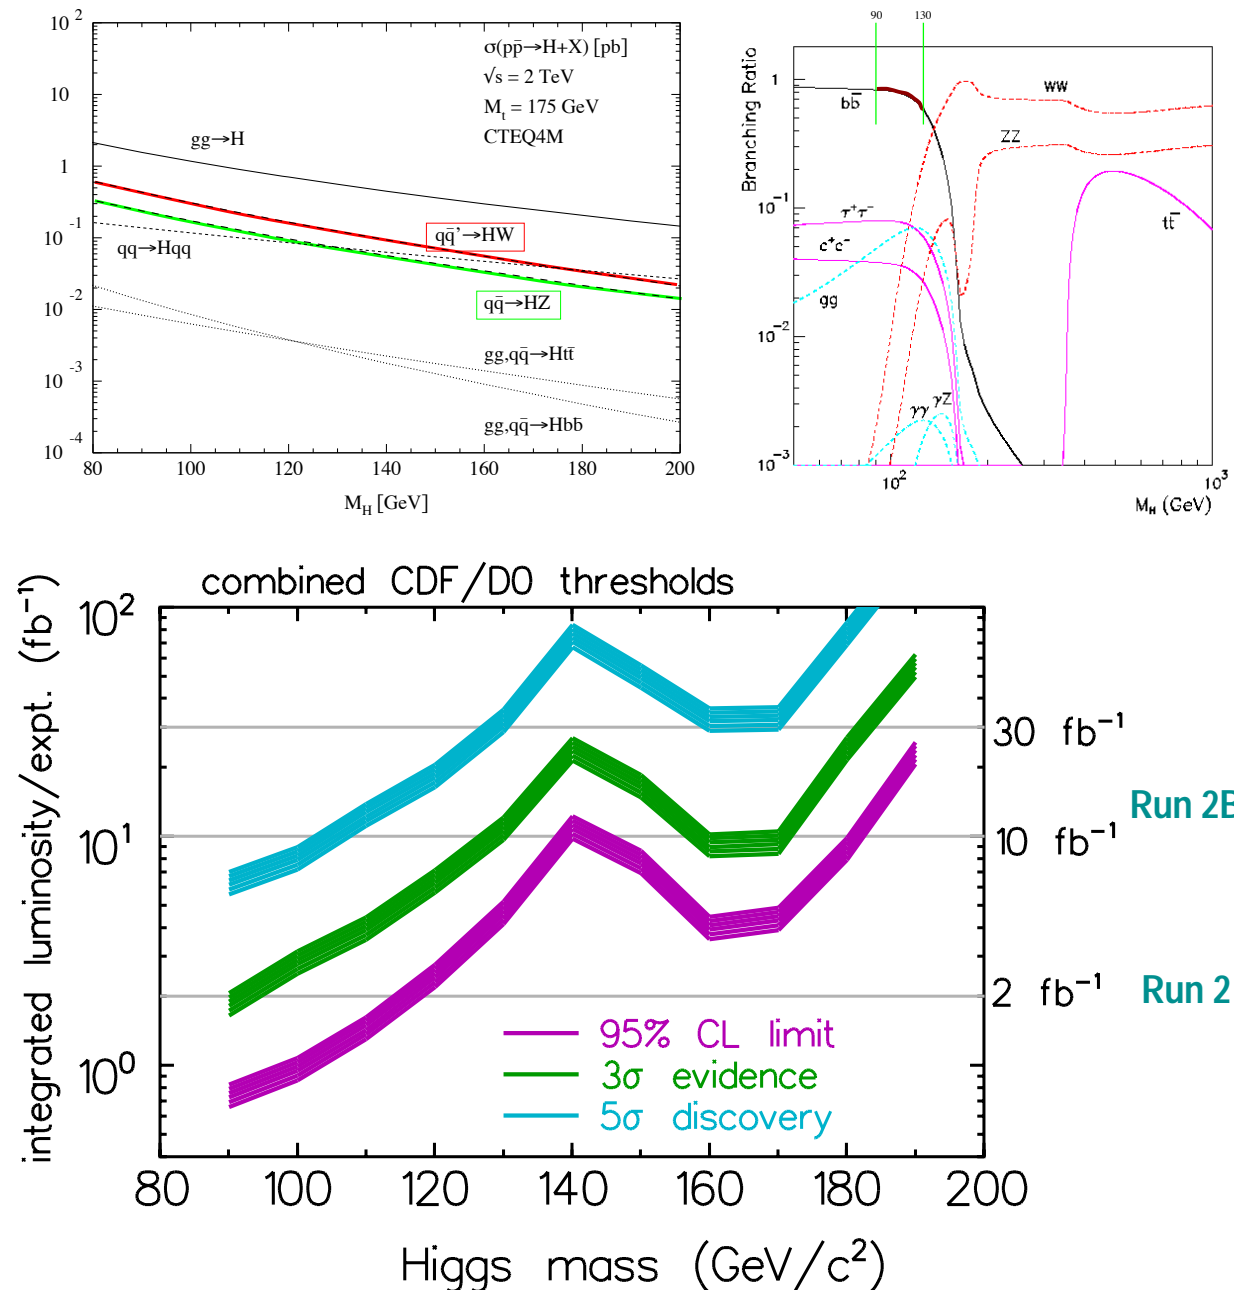 10 2
10
1
10 -1
10 -2
10 -3
10 -4
80 100 120 140 160 180 200
M_H [GeV]
σ(pp̄→H+X) [pb]
√s = 2 TeV
M_t = 175 GeV
CTEQ4M
gg→H
qq̄'→HW
qq→Hqq
qq̄→HZ
gg,qq̄→Htt̄
gg,qq̄→Hbb̄
90 130
Branching Ratio
1
10^-1
10^-2
10^-3
bb̄
WW
ZZ
τ+τ-
c+c-
gg
tt̄
γγ γZ
10^2 10^3
M_H (GeV)
combined CDF/D0 thresholds
integrated luminosity/expt. (fb^-1)
10^2
10^1
10^0
30 fb^-1
Run 2B
10 fb^-1
2 fb^-1 Run 2
95% CL limit
3σ evidence
5σ discovery
80 100 120 140 160 180 200
Higgs mass (GeV/c^2)